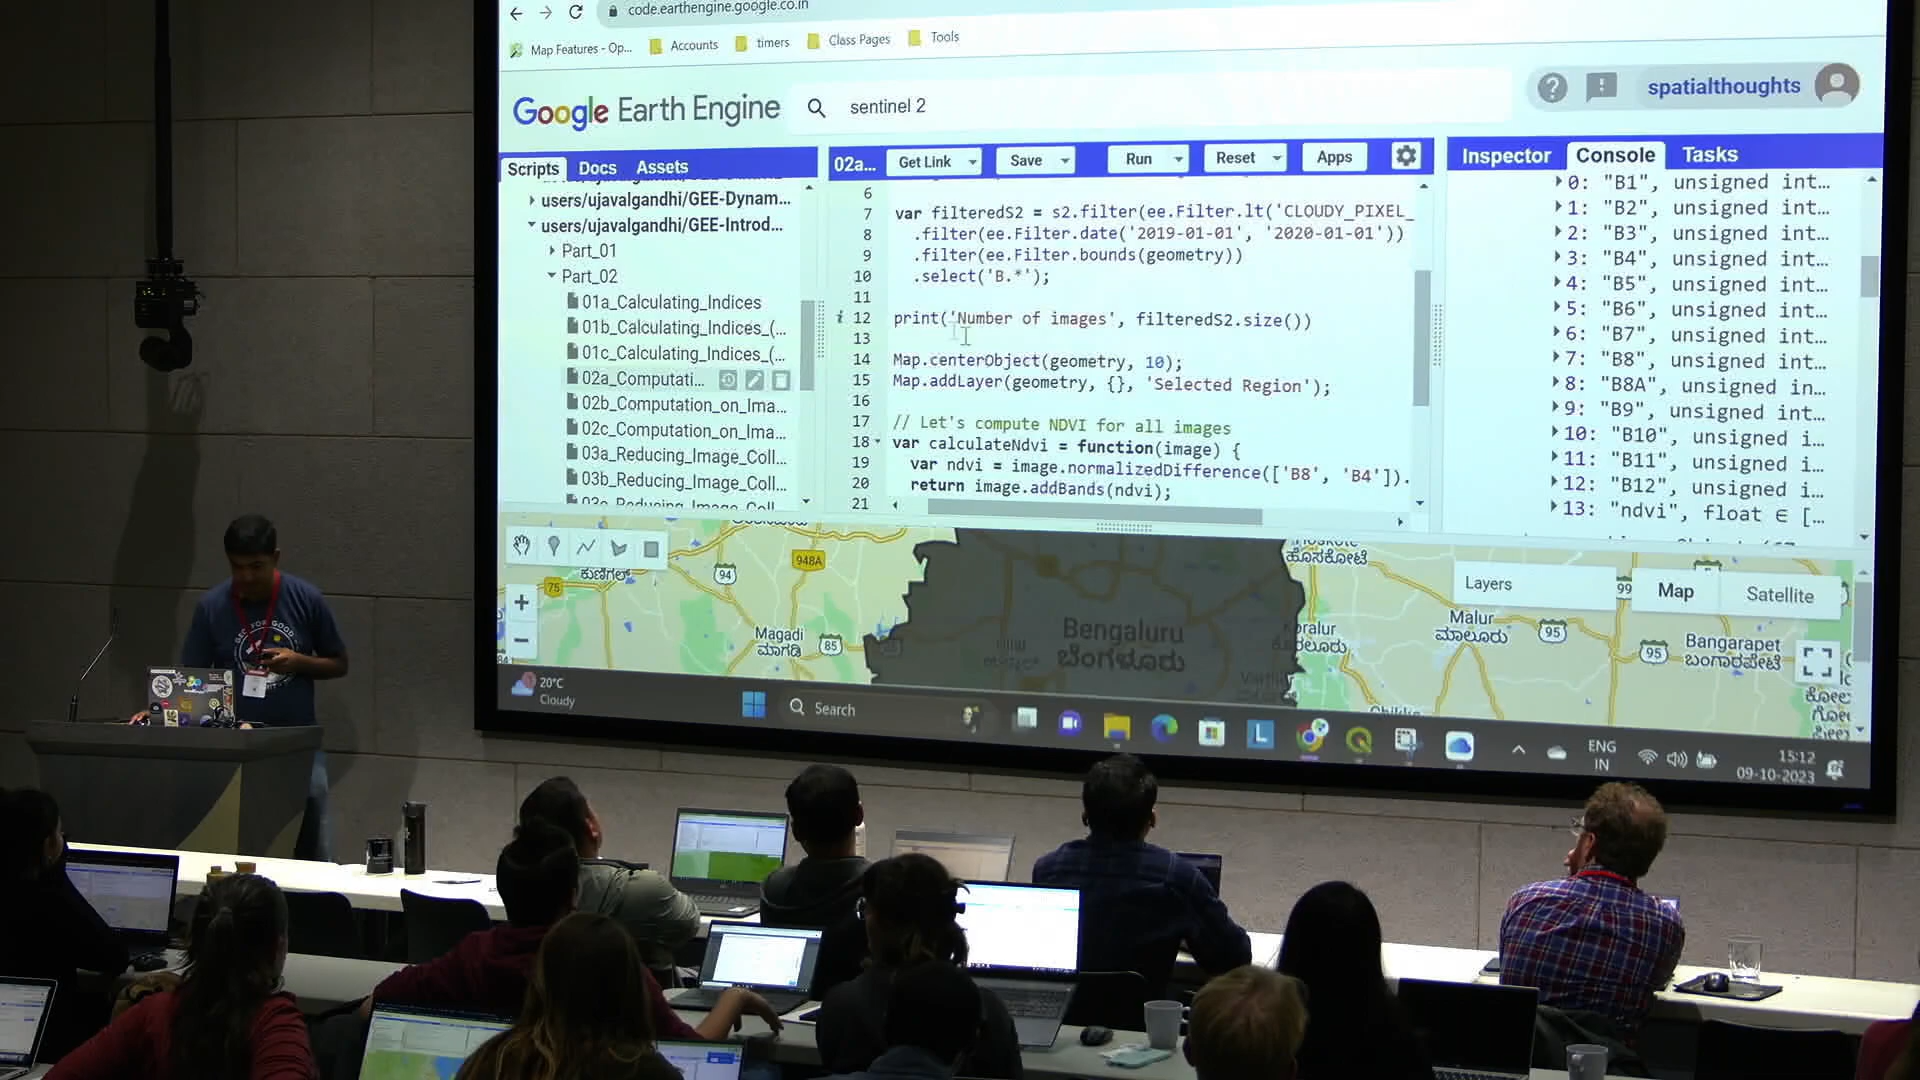 code.earthengine.google.co.in
Map Features - Op... Accounts timers Class Pages Tools
Google Earth Engine sentinel 2 spatialthoughts
Scripts Docs Assets
users/ujavalgandhi/GEE-Dynam...
users/ujavalgandhi/GEE-Introd...
Part_01
Part_02
01a_Calculating_Indices
01b_Calculating_Indices_(...
01c_Calculating_Indices_(...
02a_Computati...
02b_Computation_on_Ima...
02c_Computation_on_Ima...
03a_Reducing_Image_Coll...
03b_Reducing_Image_Coll...
02a... Get Link Save Run Reset Apps
6
7 var filteredS2 = s2.filter(ee.Filter.lt('CLOUDY_PIXEL_
8 .filter(ee.Filter.date('2019-01-01', '2020-01-01'))
9 .filter(ee.Filter.bounds(geometry))
10 .select('B.*');
11
12 print('Number of images', filteredS2.size())
13
14 Map.centerObject(geometry, 10);
15 Map.addLayer(geometry, {}, 'Selected Region');
16
17 // Let's compute NDVI for all images
18 var calculateNdvi = function(image) {
19 var ndvi = image.normalizedDifference(['B8', 'B4']).
20 return image.addBands(ndvi);
21
Inspector Console Tasks
0: "B1", unsigned int...
1: "B2", unsigned int...
2: "B3", unsigned int...
3: "B4", unsigned int...
4: "B5", unsigned int...
5: "B6", unsigned int...
6: "B7", unsigned int...
7: "B8", unsigned int...
8: "B8A", unsigned in...
9: "B9", unsigned int...
10: "B10", unsigned i...
11: "B11", unsigned i...
12: "B12", unsigned i...
13: "ndvi", float ∈ [...
Layers Map Satellite
948A
94
75
ಕುಣಿಗಲ್
ಹೊಸಕೋಟೆ
Magadi
ಮಾಗಡಿ
85
Bengaluru
ಬೆಂಗಳೂರು
Malur
ಮಾಲೂರು
95
95
Bangarapet
ಬಂಗಾರಪೇಟೆ
20°C
Cloudy
Search
ENG
IN
15:12
09-10-2023